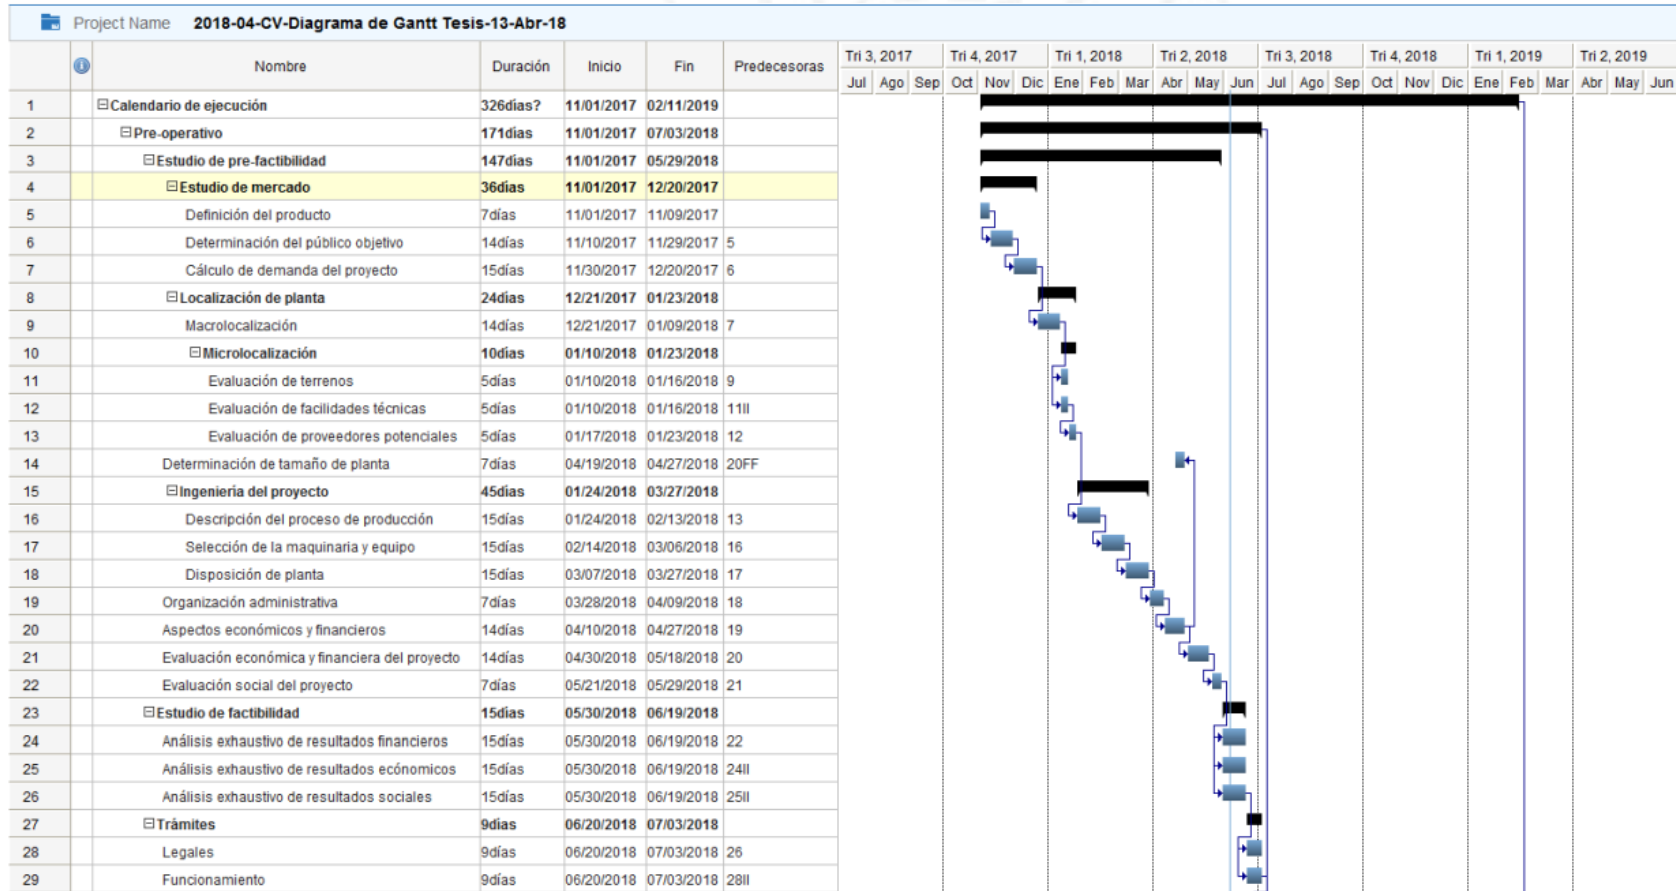 Project Name 2018-04-CV-Diagrama de Gantt Tesis-13-Abr-18
Nombre Duración Inicio Fin Predecesoras
Tri 3, 2017 Tri 4, 2017 Tri 1, 2018 Tri 2, 2018 Tri 3, 2018 Tri 4, 2018 Tri 1, 2019 Tri 2, 2019
Jul Ago Sep Oct Nov Dic Ene Feb Mar Abr May Jun Jul Ago Sep Oct Nov Dic Ene Feb Mar Abr May Jun
1 Calendario de ejecución 326días? 11/01/2017 02/11/2019
2 Pre-operativo 171días 11/01/2017 07/03/2018
3 Estudio de pre-factibilidad 147días 11/01/2017 05/29/2018
4 Estudio de mercado 36días 11/01/2017 12/20/2017
5 Definición del producto 7días 11/01/2017 11/09/2017
6 Determinación del público objetivo 14días 11/10/2017 11/29/2017 5
7 Cálculo de demanda del proyecto 15días 11/30/2017 12/20/2017 6
8 Localización de planta 24días 12/21/2017 01/23/2018
9 Macrolocalización 14días 12/21/2017 01/09/2018 7
10 Microlocalización 10días 01/10/2018 01/23/2018
11 Evaluación de terrenos 5días 01/10/2018 01/16/2018 9
12 Evaluación de facilidades técnicas 5días 01/10/2018 01/16/2018 11II
13 Evaluación de proveedores potenciales 5días 01/17/2018 01/23/2018 12
14 Determinación de tamaño de planta 7días 04/19/2018 04/27/2018 20FF
15 Ingeniería del proyecto 45días 01/24/2018 03/27/2018
16 Descripción del proceso de producción 15días 01/24/2018 02/13/2018 13
17 Selección de la maquinaria y equipo 15días 02/14/2018 03/06/2018 16
18 Disposición de planta 15días 03/07/2018 03/27/2018 17
19 Organización administrativa 7días 03/28/2018 04/09/2018 18
20 Aspectos económicos y financieros 14días 04/10/2018 04/27/2018 19
21 Evaluación económica y financiera del proyecto 14días 04/30/2018 05/18/2018 20
22 Evaluación social del proyecto 7días 05/21/2018 05/29/2018 21
23 Estudio de factibilidad 15días 05/30/2018 06/19/2018
24 Análisis exhaustivo de resultados financieros 15días 05/30/2018 06/19/2018 22
25 Análisis exhaustivo de resultados ecónomicos 15días 05/30/2018 06/19/2018 24II
26 Análisis exhaustivo de resultados sociales 15días 05/30/2018 06/19/2018 25II
27 Trámites 9días 06/20/2018 07/03/2018
28 Legales 9días 06/20/2018 07/03/2018 26
29 Funcionamiento 9días 06/20/2018 07/03/2018 28II